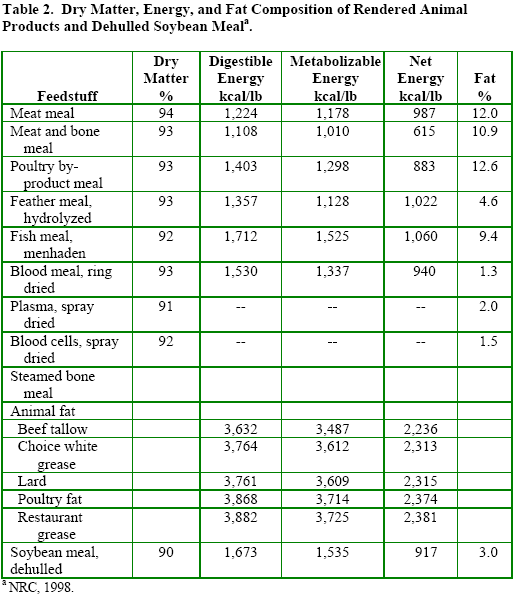 Table 2.  Dry Matter, Energy, and Fat Composition of Rendered Animal
Products and Dehulled Soybean Meal^a.
Feedstuff Dry Matter % Digestible Energy kcal/lb Metabolizable Energy kcal/lb Net Energy kcal/lb Fat %
Meat meal 94 1,224 1,178 987 12.0
Meat and bone meal 93 1,108 1,010 615 10.9
Poultry by-product meal 93 1,403 1,298 883 12.6
Feather meal, hydrolyzed 93 1,357 1,128 1,022 4.6
Fish meal, menhaden 92 1,712 1,525 1,060 9.4
Blood meal, ring dried 93 1,530 1,337 940 1.3
Plasma, spray dried 91 -- -- -- 2.0
Blood cells, spray dried 92 -- -- -- 1.5
Steamed bone meal
Animal fat
Beef tallow 3,632 3,487 2,236
Choice white grease 3,764 3,612 2,313
Lard 3,761 3,609 2,315
Poultry fat 3,868 3,714 2,374
Restaurant grease 3,882 3,725 2,381
Soybean meal, dehulled 90 1,673 1,535 917 3.0
^a NRC, 1998.